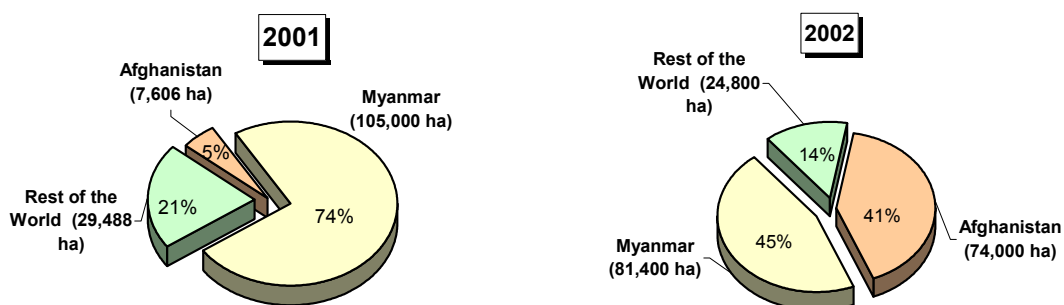 2001
Afghanistan
(7,606 ha)
Myanmar
(105,000 ha)
5%
Rest of the
World (29,488
ha)
21%
74%
2002
Rest of the
World (24,800
ha)
14%
41%
45%
Afghanistan
(74,000 ha)
Myanmar
(81,400 ha)